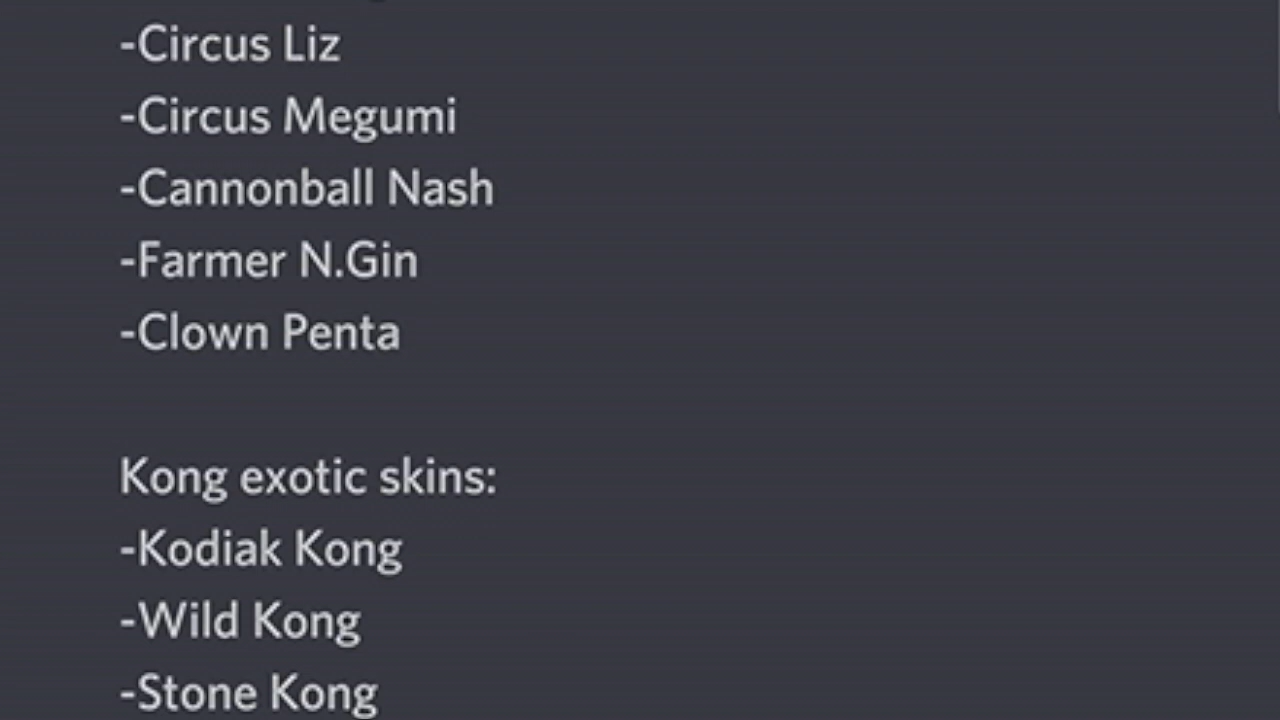 -Circus Liz
-Circus Megumi
-Cannonball Nash
-Farmer N.Gin
-Clown Penta
Kong exotic skins:
-Kodiak Kong
-Wild Kong
-Stone Kong